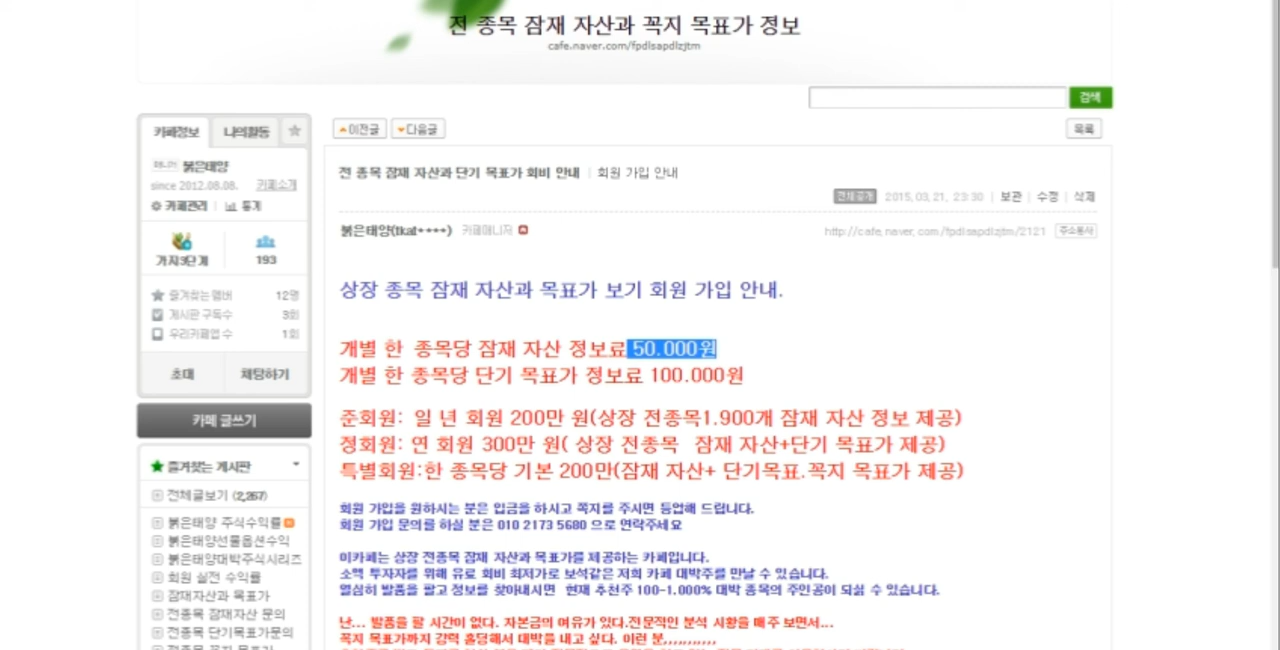 전 종목 잠재 자산과 꼭지 목표가 정보
cafe.naver.com/fpdlsapdlzjtm
검색
카페정보 나의활동
이전글 다음글 목록
매니저 붉은태양
since 2012.08.08. 카페소개
카페관리 통계
가지3단계 193
즐겨찾는 멤버 12명
게시판 구독수 3회
우리카페앱 수 1회
초대 채팅하기
카페 글쓰기
즐겨찾는 게시판
전체글보기 (2,267)
붉은태양 주식수익률
붉은태양선물옵션수익
붉은태양대박주식시리즈
회원 실전 수익률
잠재자산과 목표가
전종목 잠재자산 문의
전종목 단기목표가문의
전 종목 잠재 자산과 단기 목표가 회비 안내 | 회원 가입 안내
전체공개 2015.03.21. 23:30 | 보관 | 수정 | 삭제
붉은태양(tkat****) 카페매니저 http://cafe.naver.com/fpdlsapdlzjtm/2121 주소복사
상장 종목 잠재 자산과 목표가 보기 회원 가입 안내.
개별 한 종목당 잠재 자산 정보료 50.000원
개별 한 종목당 단기 목표가 정보료 100.000원
준회원: 일 년 회원 200만 원(상장 전종목1.900개 잠재 자산 정보 제공)
정회원: 연 회원 300만 원( 상장 전종목 잠재 자산+단기 목표가 제공)
특별회원:한 종목당 기본 200만(잠재 자산+ 단기목표.꼭지 목표가 제공)
회원 가입을 원하시는 분은 입금을 하시고 쪽지를 주시면 등업해 드립니다.
회원 가입 문의를 하실 분은 010 2173 5680 으로 연락주세요
이카페는 상장 전종목 잠재 자산과 목표가를 제공하는 카페입니다.
소액 투자자를 위해 유료 회비 최저가로 보석같은 저희 카페 대박주를 만날 수 있습니다.
열심히 발품을 팔고 정보를 찾아내시면 현재 추천주 100-1.000% 대박 종목의 주인공이 되실 수 있습니다.
난... 발품을 팔 시간이 없다. 자본금의 여유가 있다.전문적인 분석 시황을 매주 보면서...
꼭지 목표가까지 강력 홀딩해서 대박를 내고 싶다. 이런 분,,,,,,,,,,,